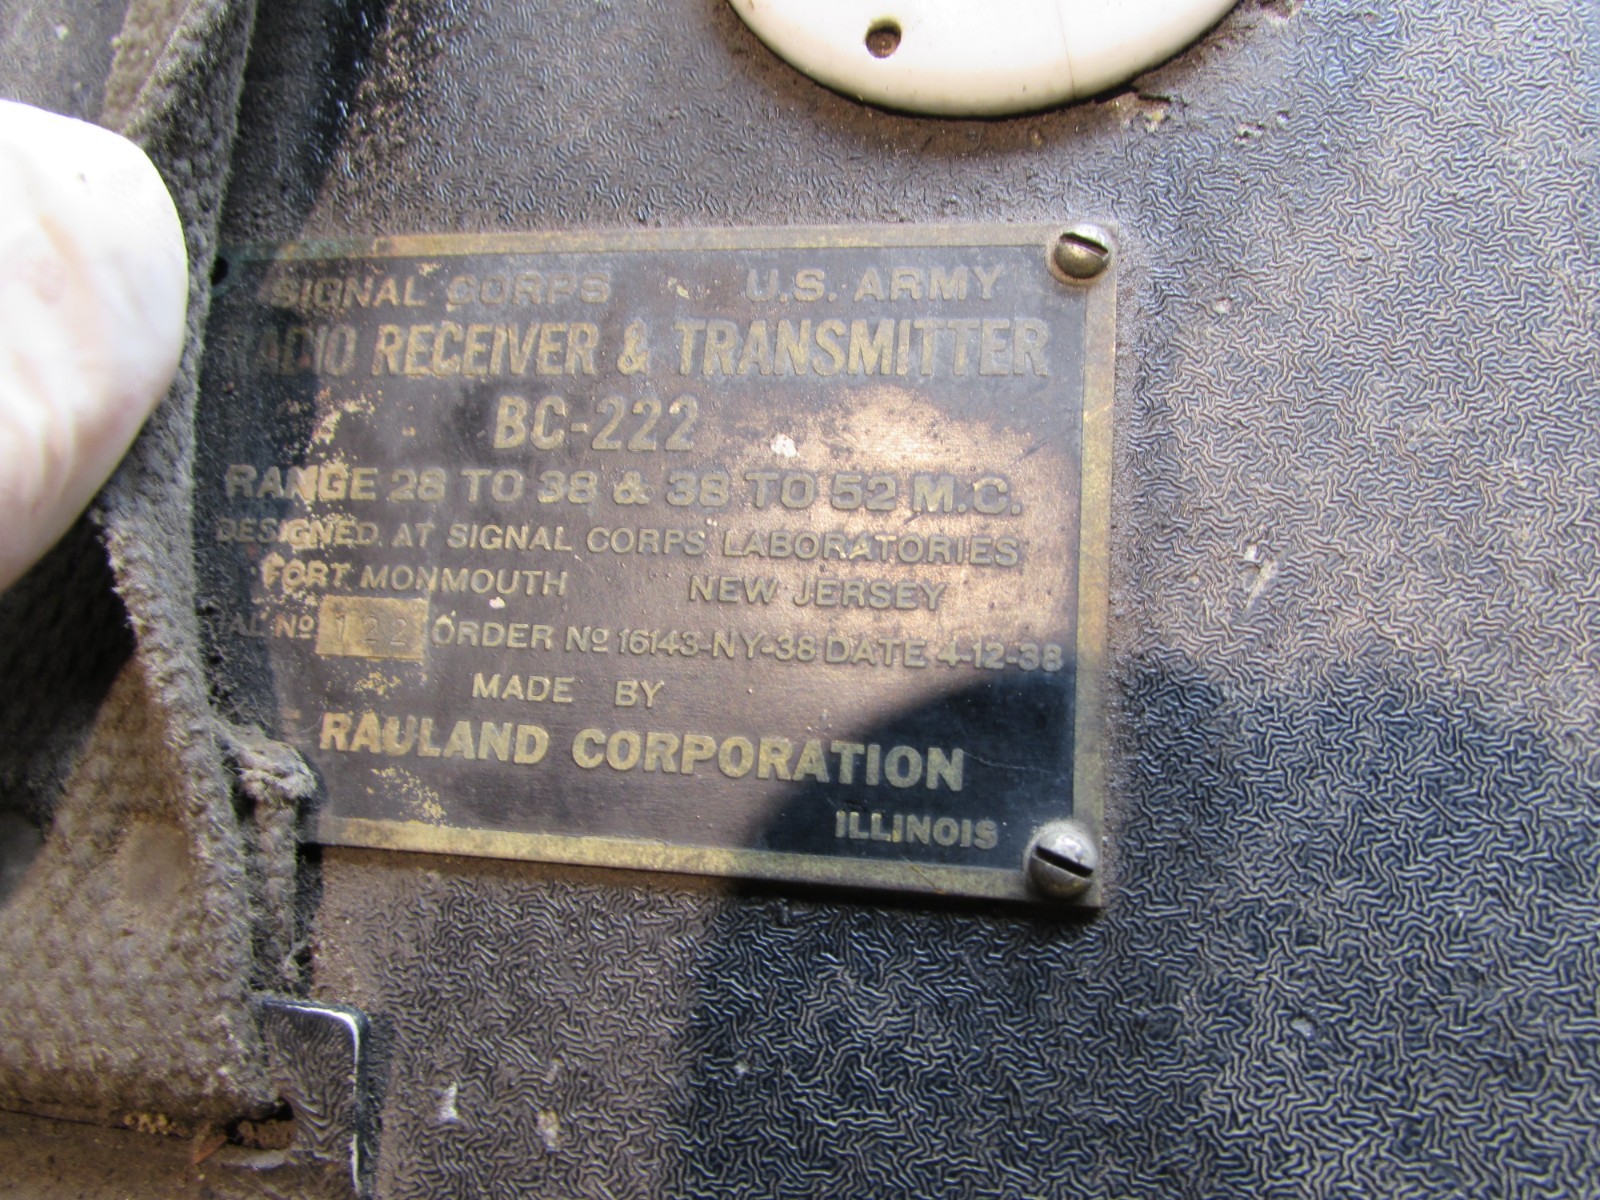 SIGNAL CORPS U.S. ARMY
RADIO RECEIVER & TRANSMITTER
BC-222
RANGE 28 TO 38 & 38 TO 52 M.C.
DESIGNED AT SIGNAL CORPS LABORATORIES
FORT MONMOUTH NEW JERSEY
IAL Nº 122 ORDER Nº 16143-NY-38 DATE 4-12-38
MADE BY
RAULAND CORPORATION
ILLINOIS